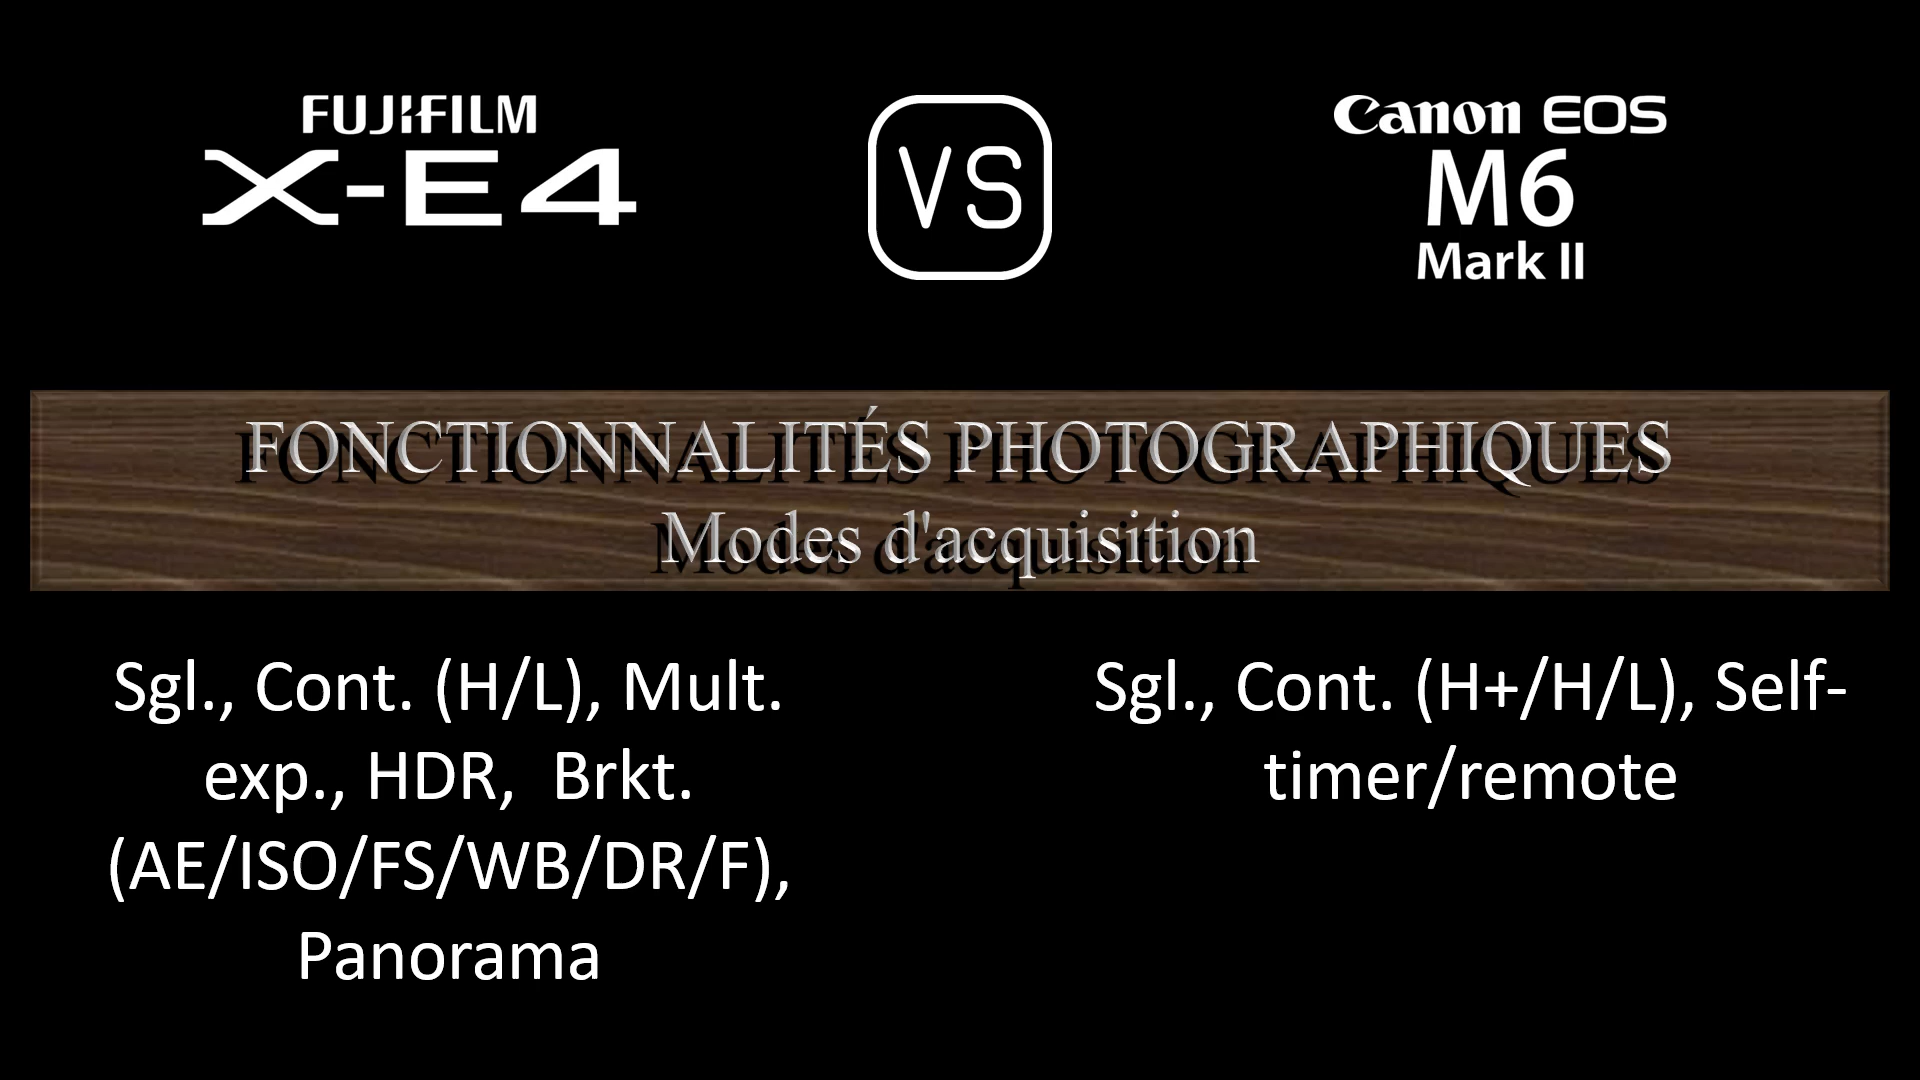 FUJIFILM
X-E4
VS
Canon EOS
M6
Mark II
FONCTIONNALITÉS PHOTOGRAPHIQUES
Modes d'acquisition
Sgl., Cont. (H/L), Mult.
exp., HDR,  Brkt.
(AE/ISO/FS/WB/DR/F),
Panorama
Sgl., Cont. (H+/H/L), Self-
timer/remote